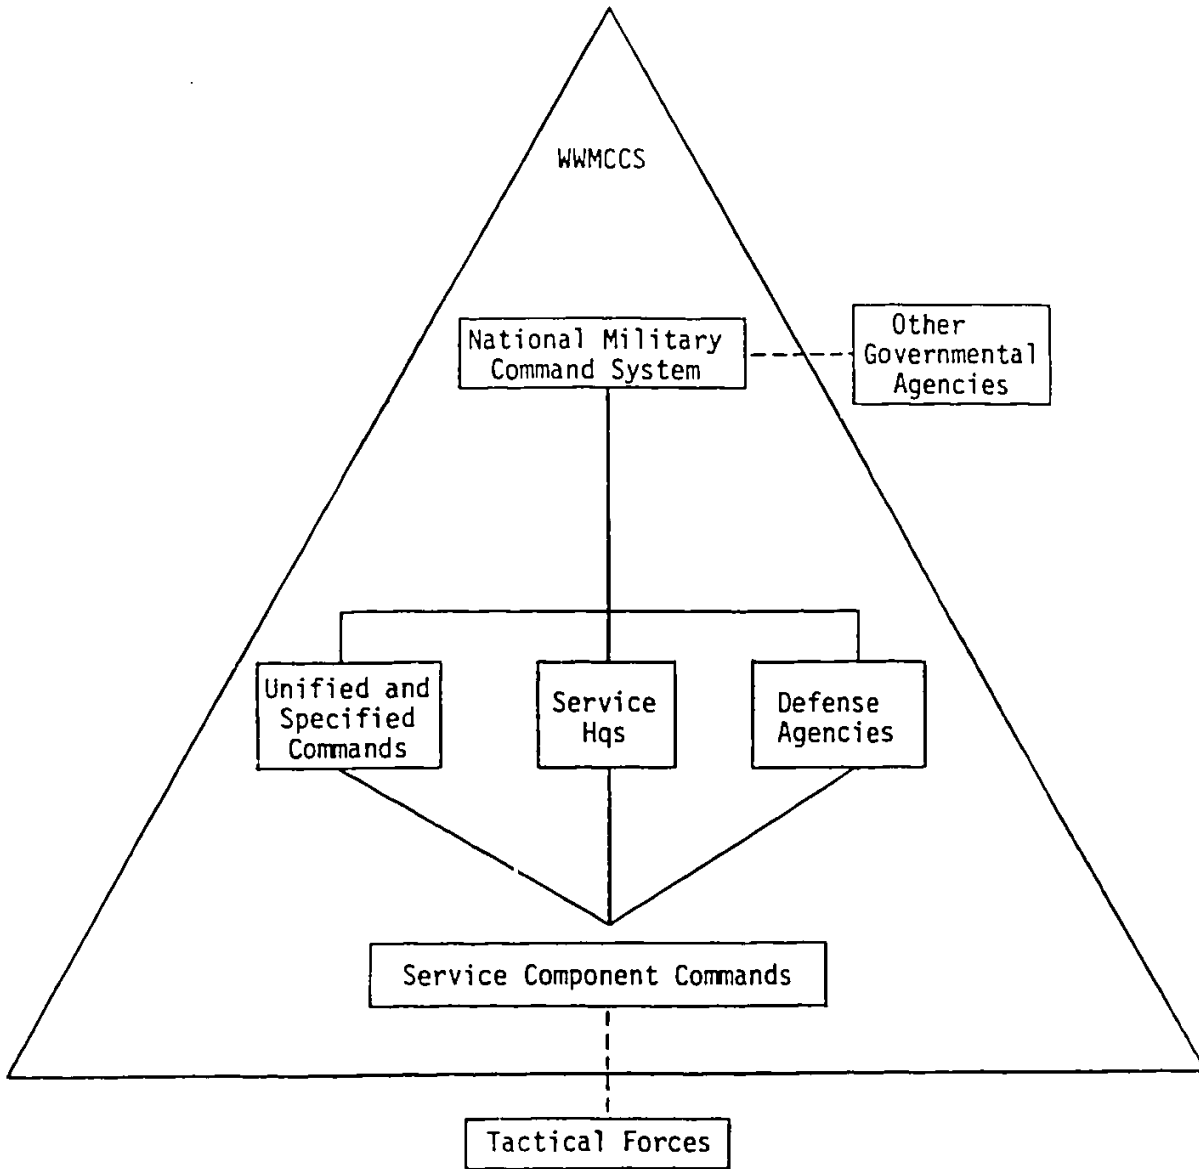 WWMCCS
National Military
Command System
Other
Governmental
Agencies
Unified and
Specified
Commands
Service
Hqs
Defense
Agencies
Service Component Commands
Tactical Forces